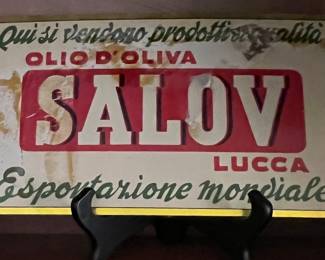 Qui si vendono prodotti di qualità
OLIO D'OLIVA
SALOV
LUCCA
Esportazione mondiale